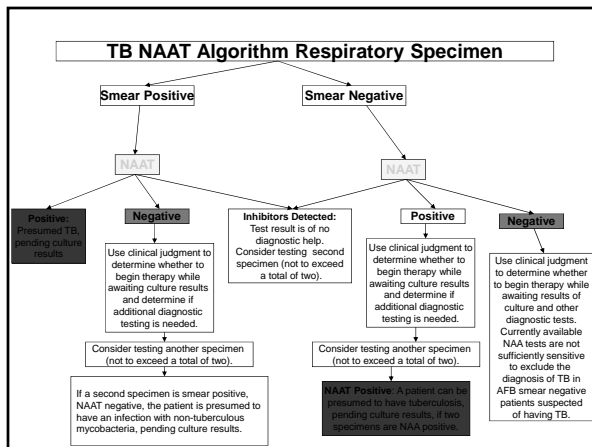 TB NAAT Algorithm Respiratory Specimen
Smear Positive
Smear Negative
NAAT
NAAT
Positive:
Presumed TB,
pending culture
results
Negative
Inhibitors Detected:
Test result is of no
diagnostic help.
Consider testing second
specimen (not to exceed
a total of two).
Positive
Negative
Use clinical judgment to
determine whether to
begin therapy while
awaiting culture results
and determine if
additional diagnostic
testing is needed.
Use clinical judgment to
determine whether to
begin therapy while
awaiting culture results
and determine if
additional diagnostic
testing is needed.
Use clinical judgment
to determine whether
to begin therapy while
awaiting results of
culture and other
diagnostic tests.
Currently available
NAA tests are not
sufficiently sensitive
to exclude the
diagnosis of TB in
AFB smear negative
patients suspected
of having TB.
Consider testing another specimen
(not to exceed a total of two).
Consider testing another specimen
(not to exceed a total of two).
If a second specimen is smear positive,
NAAT negative, the patient is presumed to
have an infection with non-tuberculous
mycobacteria, pending culture results.
NAAT Positive: A patient can be
presumed to have tuberculosis,
pending culture results, if two
specimens are NAA positive.